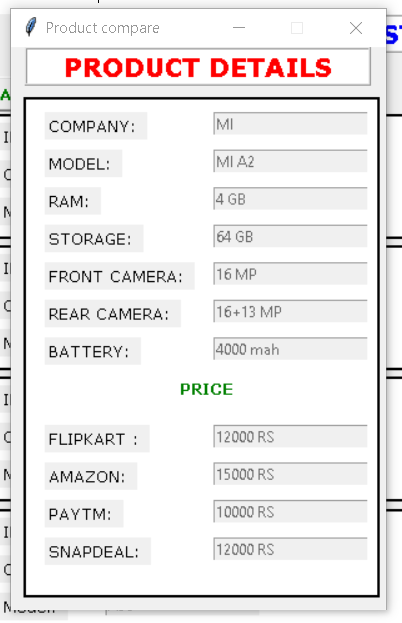 Product compare
PRODUCT DETAILS
COMPANY: MI
MODEL: MI A2
RAM: 4 GB
STORAGE: 64 GB
FRONT CAMERA: 16 MP
REAR CAMERA: 16+13 MP
BATTERY: 4000 mah
PRICE
FLIPKART : 12000 RS
AMAZON: 15000 RS
PAYTM: 10000 RS
SNAPDEAL: 12000 RS